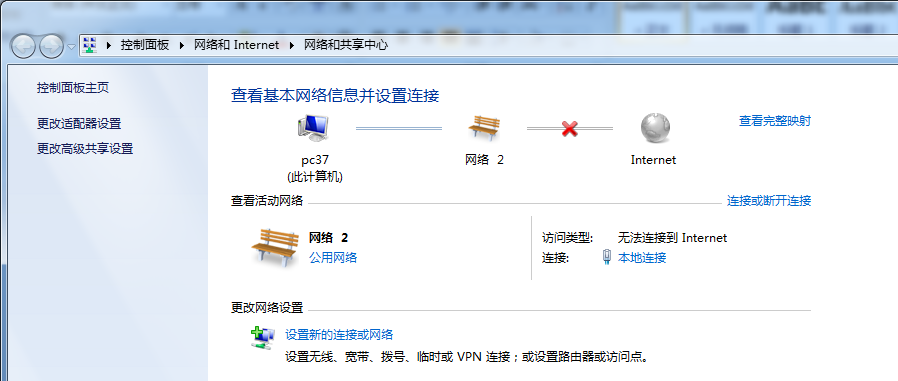 控制面板 网络和 Internet 网络和共享中心
控制面板主页
更改适配器设置
更改高级共享设置
查看基本网络信息并设置连接
查看完整映射
pc37
(此计算机)
网络 2
Internet
查看活动网络
连接或断开连接
网络 2
公用网络
访问类型: 无法连接到 Internet
连接: 本地连接
更改网络设置
设置新的连接或网络
设置无线、宽带、拨号、临时或 VPN 连接；或设置路由器或访问点。